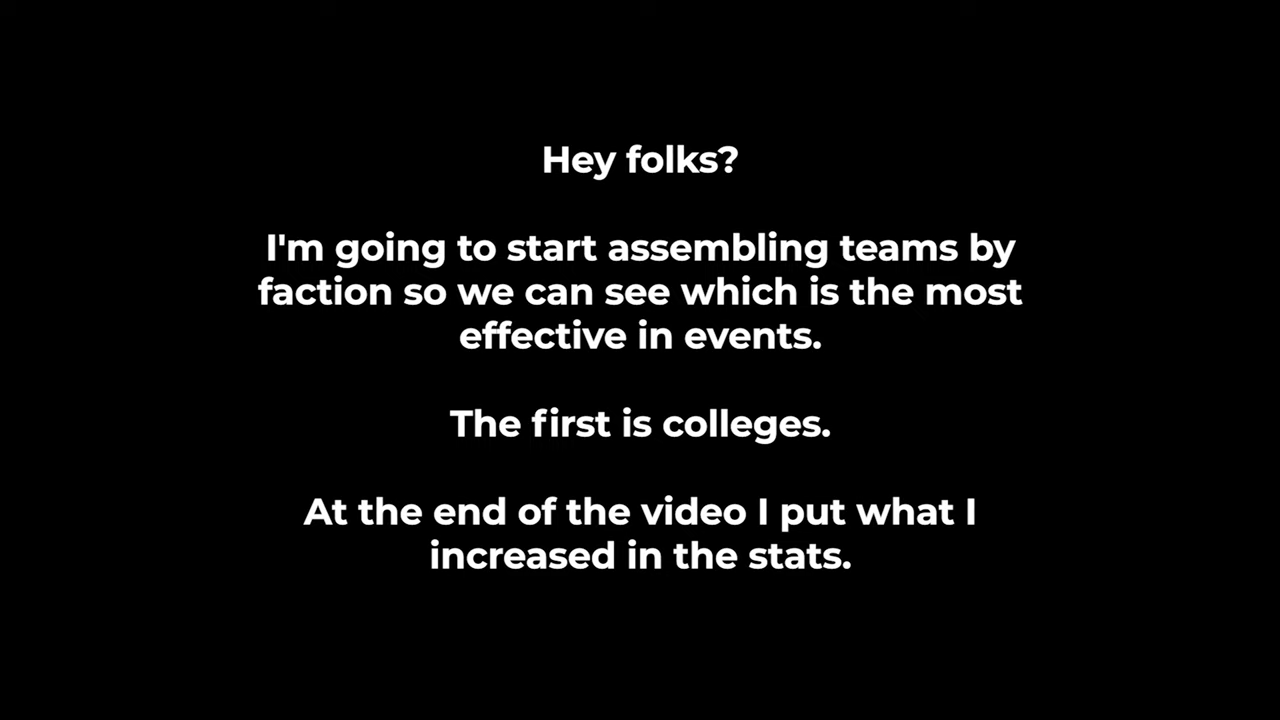 Hey folks?
I'm going to start assembling teams by
faction so we can see which is the most
effective in events.
The first is colleges.
At the end of the video I put what I
increased in the stats.